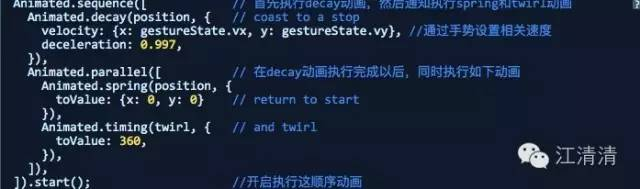 Animated.sequence([ // 首先执行decay动画，然后通知执行spring和twirl动画
Animated.decay(position, { // coast to a stop
velocity: {x: gestureState.vx, y: gestureState.vy}, //通过手势设置相关速度
deceleration: 0.997,
}),
Animated.parallel([ // 在decay动画执行完成以后，同时执行如下动画
Animated.spring(position, {
toValue: {x: 0, y: 0} // return to start
}),
Animated.timing(twirl, { // and twirl
toValue: 360,
}),
]),
]).start(); //开启执行这顺序动画
江清清